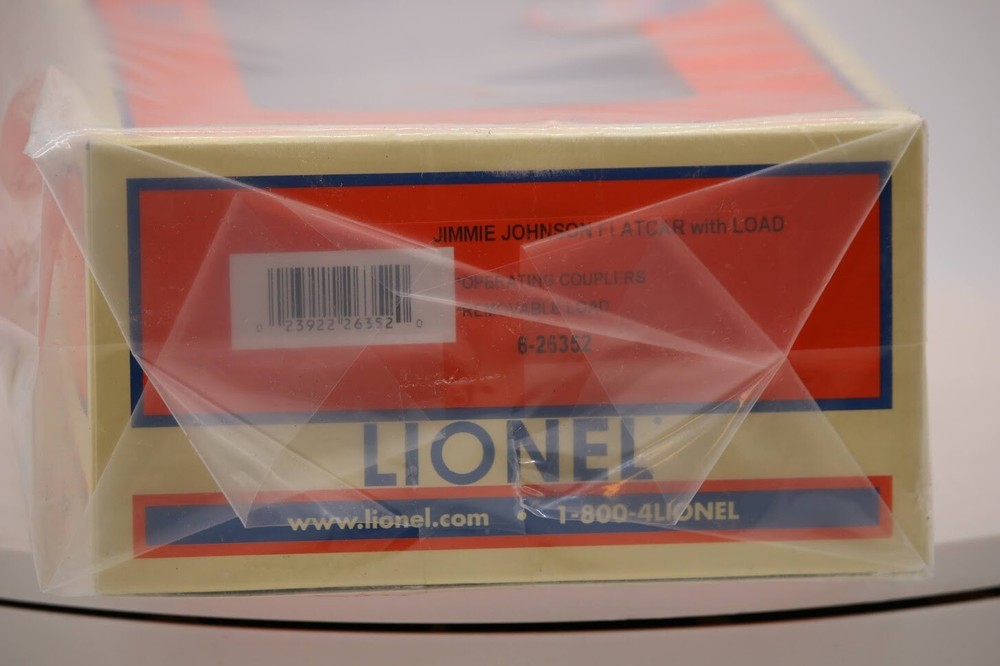 JIMMIE JOHNSON FLATCAR with LOAD
*OPERATING COUPLERS
*REMOVABLE LOAD
6-26352
0 23922 26352 0
LIONEL
www.lionel.com • 1-800-4LIONEL